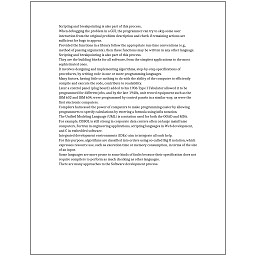 Scripting and breakpointing is also part of this process.
When debugging the problem in a GUI, the programmer can try to skip some user
interaction from the original problem description and check if remaining actions are
sufficient for bugs to appear.
Provided the functions in a library follow the appropriate run-time conventions (e.g.,
method of passing arguments), then these functions may be written in any other language.
Scripting and breakpointing is also part of this process.
They are the building blocks for all software, from the simplest applications to the most
sophisticated ones.
It involves designing and implementing algorithms, step-by-step specifications of
procedures, by writing code in one or more programming languages.
Many factors, having little or nothing to do with the ability of the computer to efficiently
compile and execute the code, contribute to readability.
Later a control panel (plug board) added to his 1906 Type I Tabulator allowed it to be
programmed for different jobs, and by the late 1940s, unit record equipment such as the
IBM 602 and IBM 604, were programmed by control panels in a similar way, as were the
first electronic computers.
Compilers harnessed the power of computers to make programming easier by allowing
programmers to specify calculations by entering a formula using infix notation.
The Unified Modeling Language (UML) is a notation used for both the OOAD and MDA.
For example, COBOL is still strong in corporate data centers often on large mainframe
computers, Fortran in engineering applications, scripting languages in Web development,
and C in embedded software.
Integrated development environments (IDEs) aim to integrate all such help.
For this purpose, algorithms are classified into orders using so-called Big O notation, which
expresses resource use, such as execution time or memory consumption, in terms of the size
of an input.
Some languages are more prone to some kinds of faults because their specification does not
require compilers to perform as much checking as other languages.
There are many approaches to the Software development process.